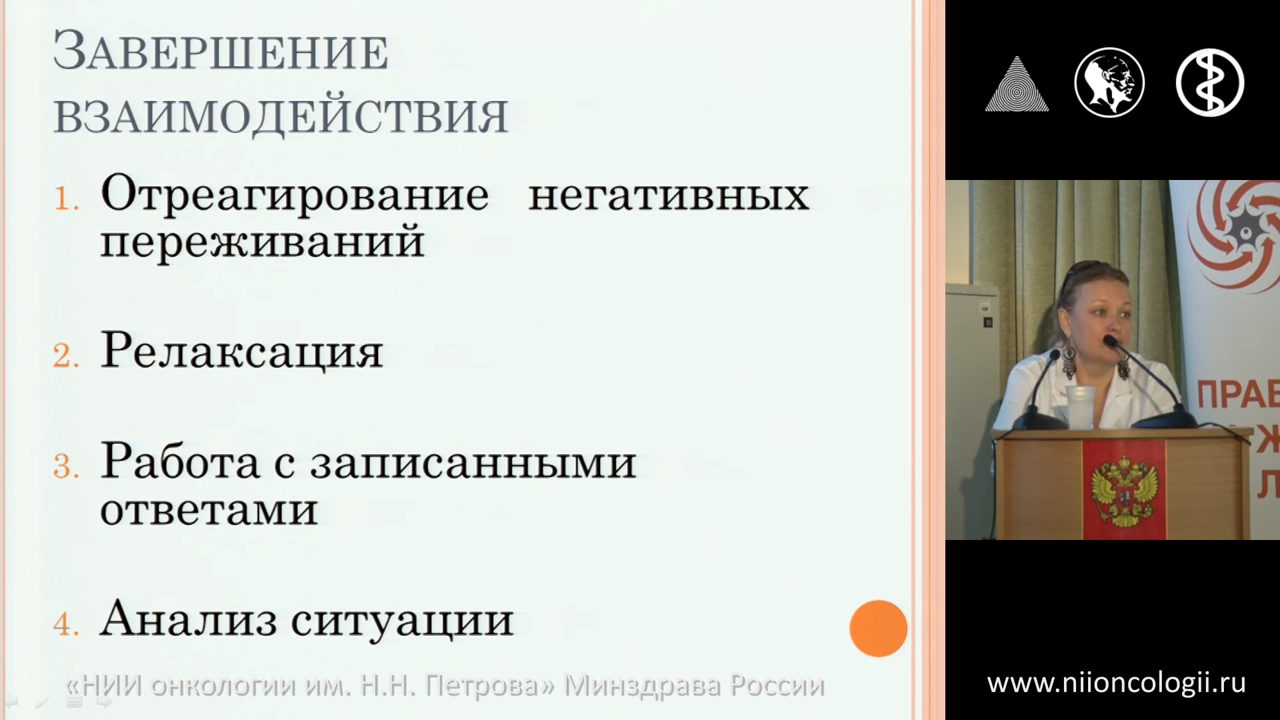 Завершение
взаимодействия
1. Отреагирование негативных
переживаний
2. Релаксация
3. Работа с записанными
ответами
4. Анализ ситуации
«НИИ онкологии им. Н.Н. Петрова» Минздрава России
www.niioncologii.ru